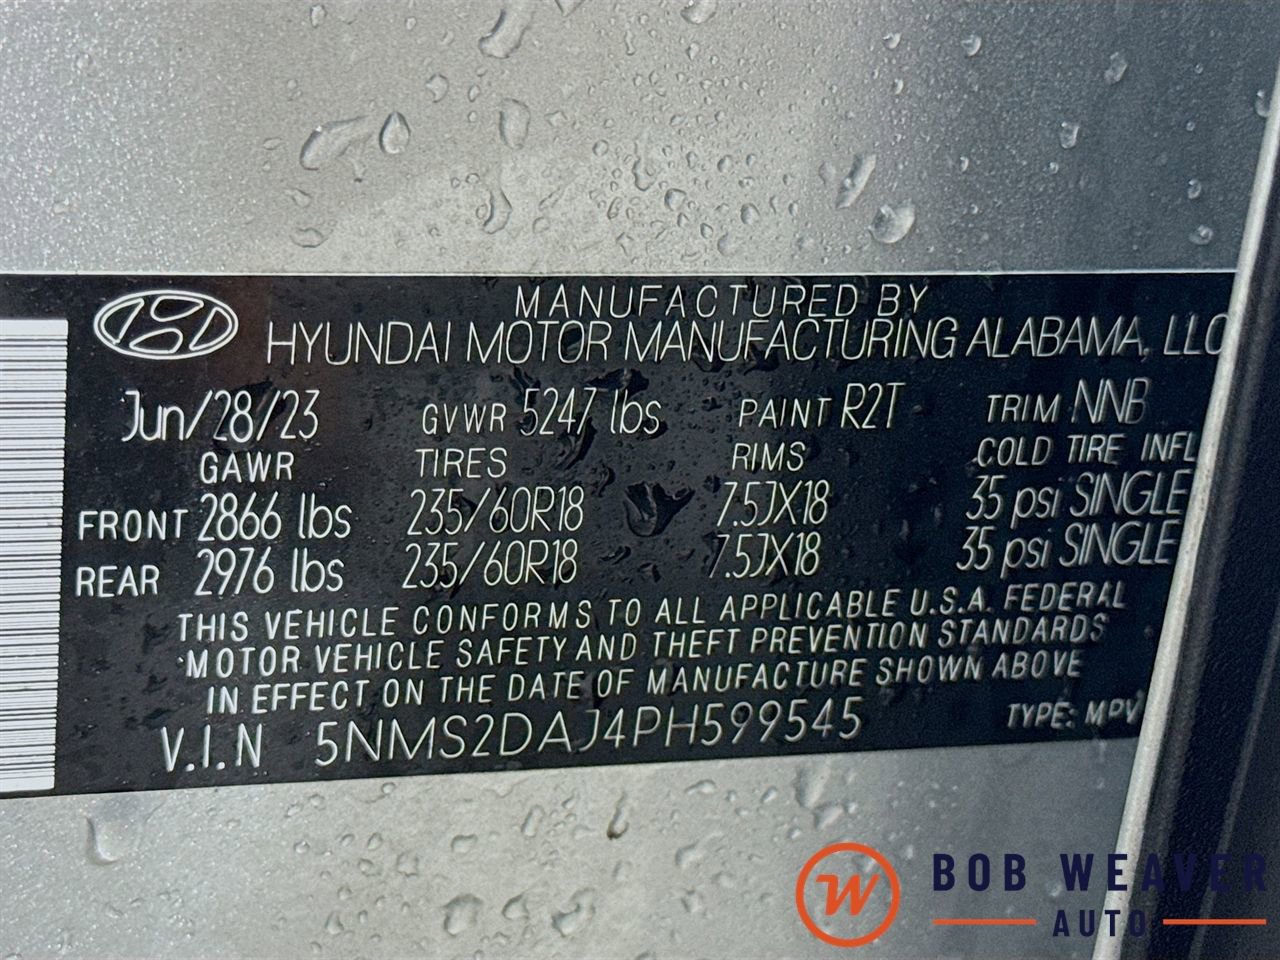 MANUFACTURED BY
HYUNDAI MOTOR MANUFACTURING ALABAMA, LLC
Jun/28/23 GVWR 5247 lbs PAINT R2T TRIM NNB
GAWR TIRES RIMS COLD TIRE INFL
FRONT 2866 lbs 235/60R18 7.5JX18 35 psi SINGLE
REAR 2976 lbs 235/60R18 7.5JX18 35 psi SINGLE
THIS VEHICLE CONFORMS TO ALL APPLICABLE U.S.A. FEDERAL
MOTOR VEHICLE SAFETY AND THEFT PREVENTION STANDARDS
IN EFFECT ON THE DATE OF MANUFACTURE SHOWN ABOVE
V.I.N 5NMS2DAJ4PH599545 TYPE: MPV
W BOB WEAVER
AUTO